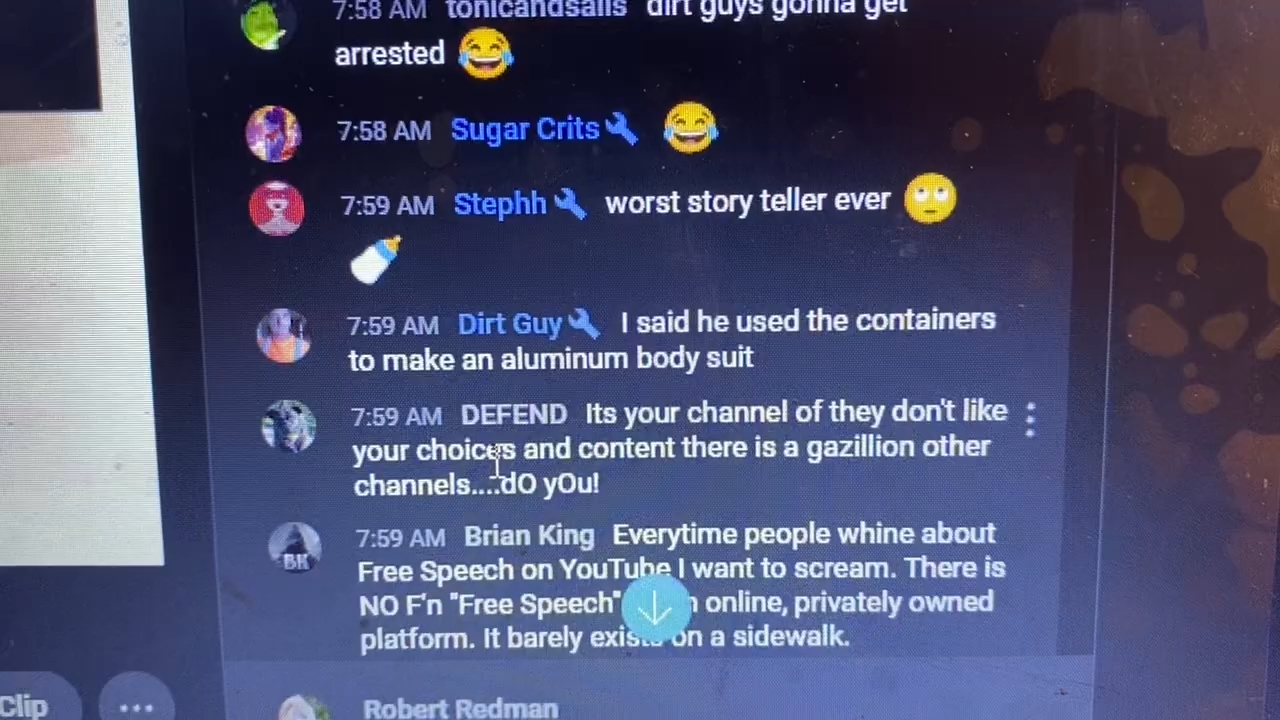 7:58 AM tonicandsails dirt guys gonna get
arrested 😂
7:58 AM Sugar Crits 😂
7:59 AM Stephh worst story teller ever 🙄
🍼
7:59 AM Dirt Guy I said he used the containers
to make an aluminum body suit
7:59 AM DEFEND Its your channel of they don't like
your choices and content there is a gazillion other
channels....dO yOu!
BK
7:59 AM Brian King Everytime people whine about
Free Speech on YouTube I want to scream. There is
NO F'n "Free Speech" online, privately owned
platform. It barely exists on a sidewalk.
Clip
Robert Redman